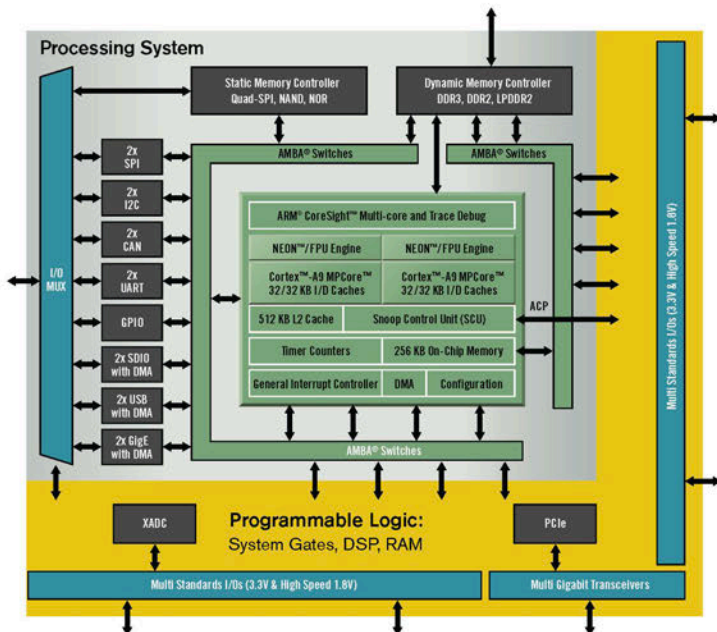 Processing System
Static Memory Controller
Quad-SPI, NAND, NOR
Dynamic Memory Controller
DDR3, DDR2, LPDDR2
AMBA® Switches
AMBA® Switches
2x
SPI
2x
I2C
2x
CAN
2x
UART
GPIO
2x SDIO
with DMA
2x USB
with DMA
2x GigE
with DMA
I/O
MUX
ARM® CoreSight™ Multi-core and Trace Debug
NEON™/FPU Engine
NEON™/FPU Engine
Cortex™-A9 MPCore™
32/32 KB I/D Caches
Cortex™-A9 MPCore™
32/32 KB I/D Caches
512 KB L2 Cache
Snoop Control Unit (SCU)
Timer Counters
256 KB On-Chip Memory
General Interrupt Controller
DMA
Configuration
ACP
AMBA® Switches
Multi Standards I/Os (3.3V & High Speed 1.8V)
XADC
Programmable Logic:
System Gates, DSP, RAM
PCIe
Multi Standards I/Os (3.3V & High Speed 1.8V)
Multi Gigabit Transceivers